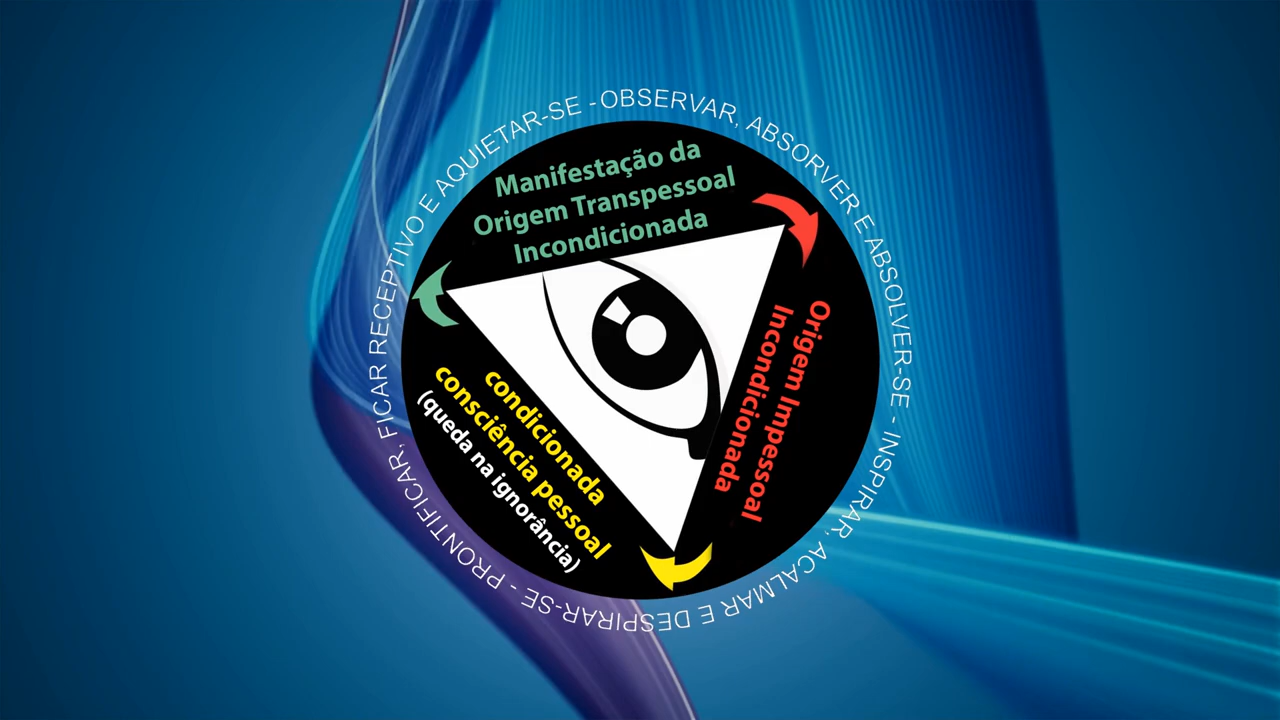 OBSERVAR, ABSORVER E ABSOLVER-SE - INSPIRAR, ACALMAR E DESPIRAR-SE - PRONTIFICAR, FICAR RECEPTIVO E AQUIETAR-SE -
Manifestação da
Origem Transpessoal
Incondicionada
Origem Impessoal
Incondicionada
condicionada
consciência pessoal
(queda na ignorância)